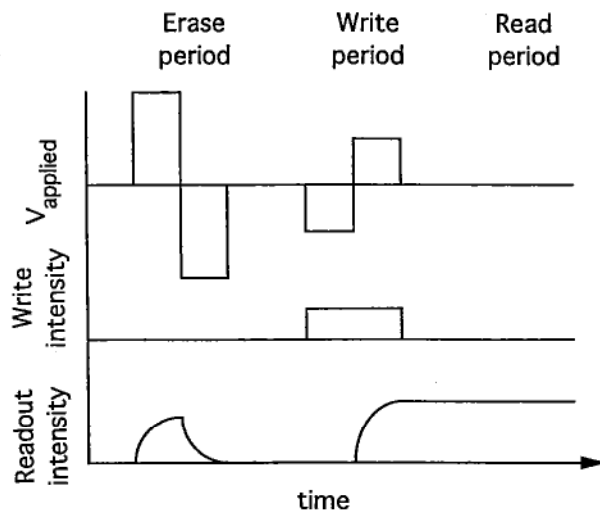 Erase
period
Write
period
Read
period
V applied
Write
intensity
Readout
intensity
time